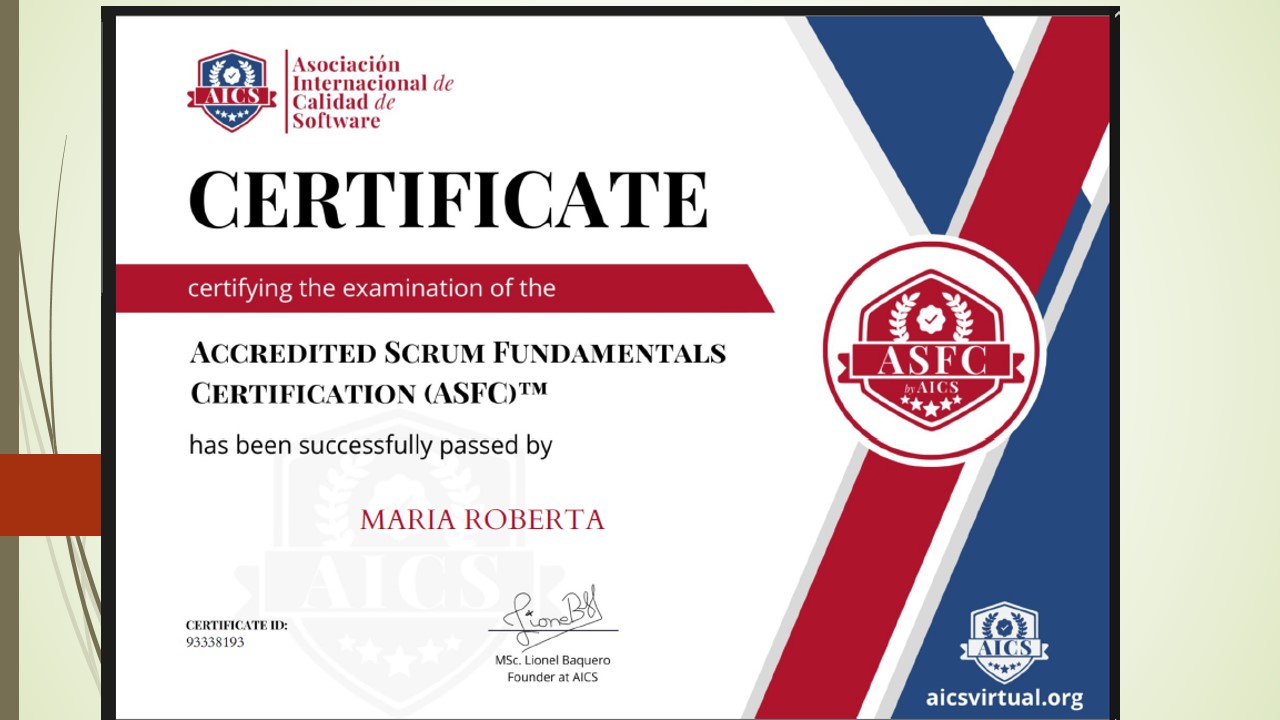 AICS
Asociación
Internacional de
Calidad de
Software
CERTIFICATE
certifying the examination of the
ACCREDITED SCRUM FUNDAMENTALS
CERTIFICATION (ASFC)™
has been successfully passed by
ASFC
by AICS
MARIA ROBERTA
AICS
CERTIFICATE ID:
93338193
MSc. Lionel Baquero
Founder at AICS
AICS
aicsvirtual.org